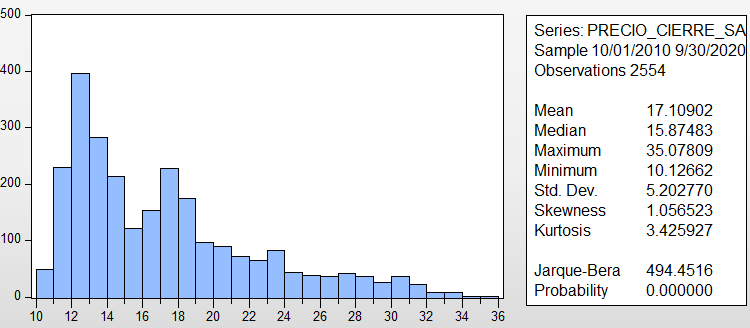 500
400
300
200
100
0
10 12 14 16 18 20 22 24 26 28 30 32 34 36
Series: PRECIO_CIERRE_SA
Sample 10/01/2010 9/30/2020
Observations 2554
Mean 17.10902
Median 15.87483
Maximum 35.07809
Minimum 10.12662
Std. Dev. 5.202770
Skewness 1.056523
Kurtosis 3.425927
Jarque-Bera 494.4516
Probability 0.000000